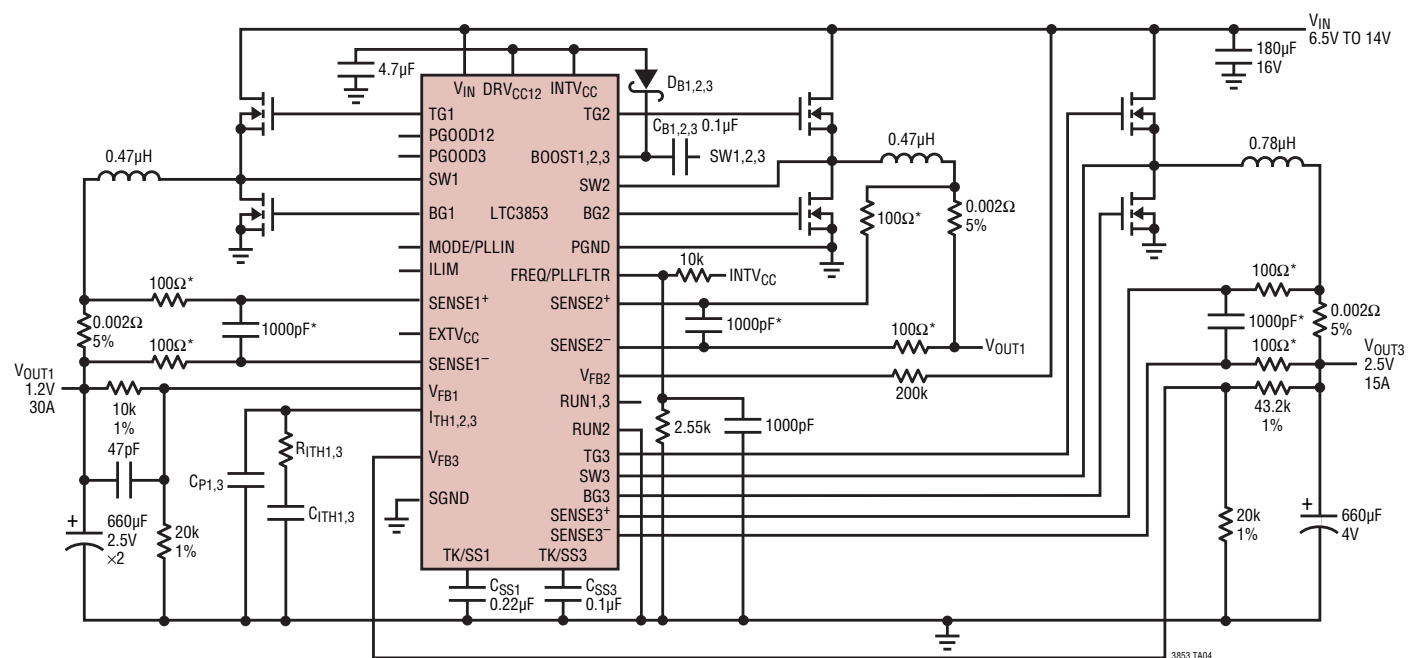 VIN
6.5V TO 14V
180µF
16V
4.7µF
VIN DRVCC12 INTVCC
DB1,2,3
TG1
TG2
CB1,2,3 0.1µF
PGOOD12
PGOOD3
BOOST1,2,3
SW1,2,3
0.47µH
0.47µH
0.78µH
SW1
SW2
BG1
LTC3853
BG2
100Ω*
0.002Ω
5%
MODE/PLLIN
PGND
ILIM
FREQ/PLLFLTR
10k
INTVCC
100Ω*
SENSE1+
SENSE2+
100Ω*
0.002Ω
5%
1000pF*
EXTVCC
1000pF*
1000pF*
0.002Ω
5%
100Ω*
SENSE1–
SENSE2–
100Ω*
VOUT1
100Ω*
VOUT1
1.2V
30A
VOUT3
2.5V
15A
10k
1%
VFB1
VFB2
200k
43.2k
1%
ITH1,2,3
RUN1,3
47pF
RITH1,3
RUN2
2.55k
1000pF
CP1,3
VFB3
TG3
SW3
CITH1,3
SGND
BG3
SENSE3+
SENSE3–
+
660µF
2.5V
×2
20k
1%
20k
1%
+
660µF
4V
TK/SS1
TK/SS3
CSS1
0.22µF
CSS3
0.1µF
3853 TA04